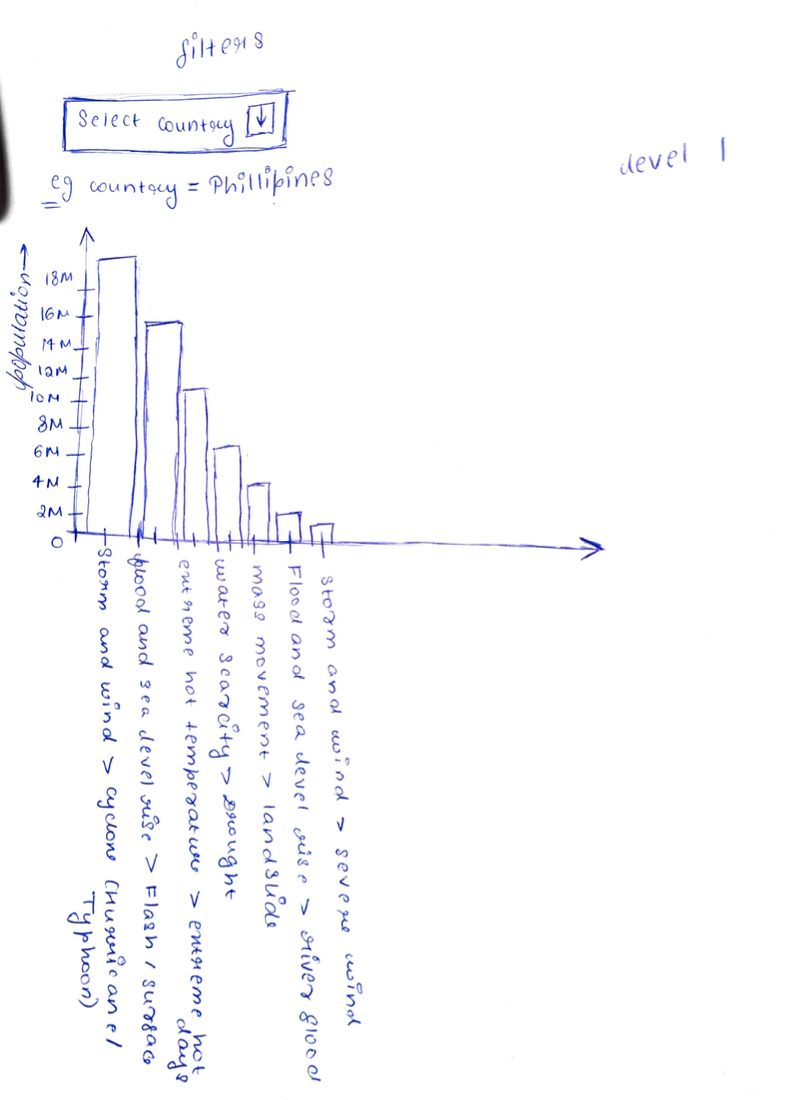 filters
Select country ↓
eg country = Phillipines
level 1
population →
18M
16M
14M
12M
10M
8M
6M
4M
2M
0
Storm and wind > cyclone (Hurricane /
Typhoon)
flood and sea level rise > Flash / surface
extreme hot temperature > extreme hot
days
water scarcity > Drought
mass movement > landslide
Flood and sea level rise > river flood
Storm and wind > severe wind